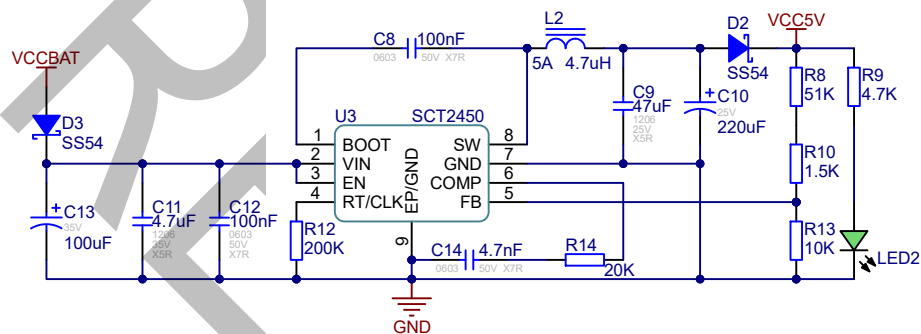 VCCBAT
D3
SS54
C13
35V
100uF
C11
4.7uF
1206
35V
X5R
C12
100nF
0603
50V
X7R
C8 100nF
0603 50V X7R
U3 SCT2450
1 BOOT SW 8
2 VIN GND 7
3 EN COMP 6
4 RT/CLK FB 5
EP/GND
9
R12
200K
C14 4.7nF
0603 50V X7R
R14
20K
GND
L2
5A 4.7uH
C9
47uF
1206
25V
X5R
C10
25V
220uF
D2
SS54
VCC5V
R8
51K
R9
4.7K
R10
1.5K
R13
10K
LED2